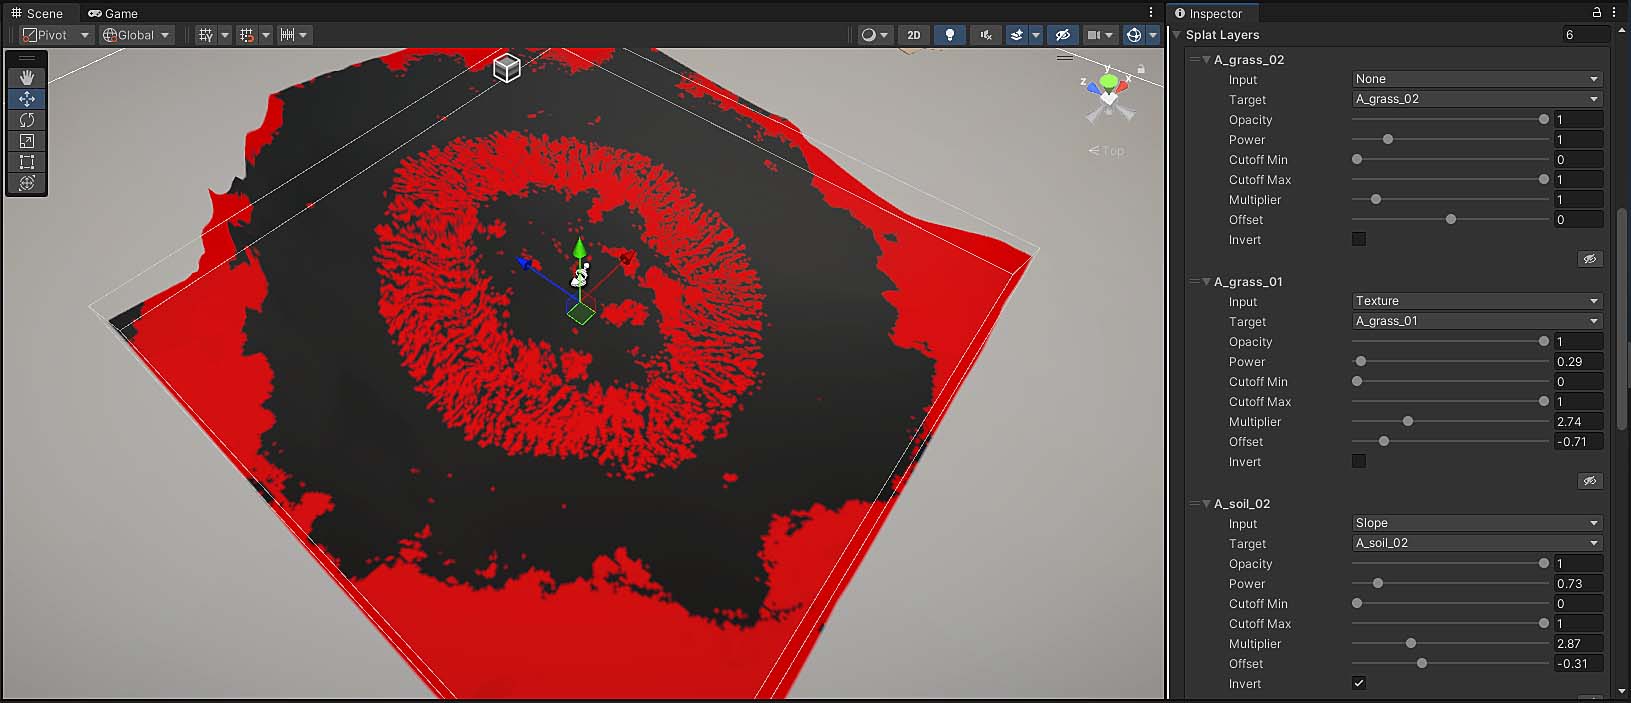 Scene
Game
Pivot
Global
2D
y
z
x
Top
Inspector
Splat Layers 6
A_grass_02
Input None
Target A_grass_02
Opacity 1
Power 1
Cutoff Min 0
Cutoff Max 1
Multiplier 1
Offset 0
Invert
A_grass_01
Input Texture
Target A_grass_01
Opacity 1
Power 0.29
Cutoff Min 0
Cutoff Max 1
Multiplier 2.74
Offset -0.71
Invert
A_soil_02
Input Slope
Target A_soil_02
Opacity 1
Power 0.73
Cutoff Min 0
Cutoff Max 1
Multiplier 2.87
Offset -0.31
Invert